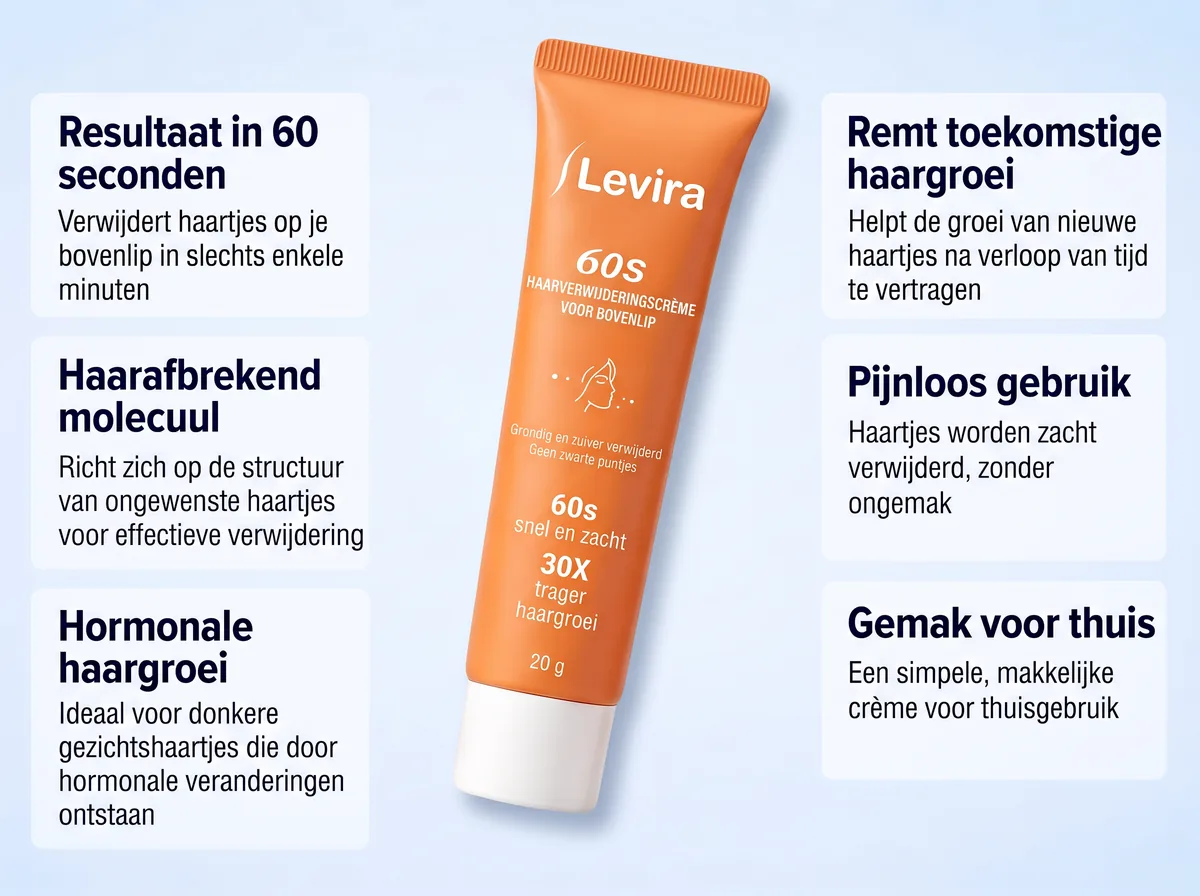 Resultaat in 60
seconden
Verwijdert haartjes op je
bovenlip in slechts enkele
minuten
Haarafbrekend
molecuul
Richt zich op de structuur
van ongewenste haartjes
voor effectieve verwijdering
Hormonale
haargroei
Ideaal voor donkere
gezichtshaartjes die door
hormonale veranderingen
ontstaan
Levira
60S
HAARVERWIJDERINGSCRÈME
VOOR BOVENLIP
Grondig en zuiver verwijderd
Geen zwarte puntjes
60s
snel en zacht
30X
trager
haargroei
20 g
Remt toekomstige
haargroei
Helpt de groei van nieuwe
haartjes na verloop van tijd
te vertragen
Pijnloos gebruik
Haartjes worden zacht
verwijderd, zonder
ongemak
Gemak voor thuis
Een simpele, makkelijke
crème voor thuisgebruik